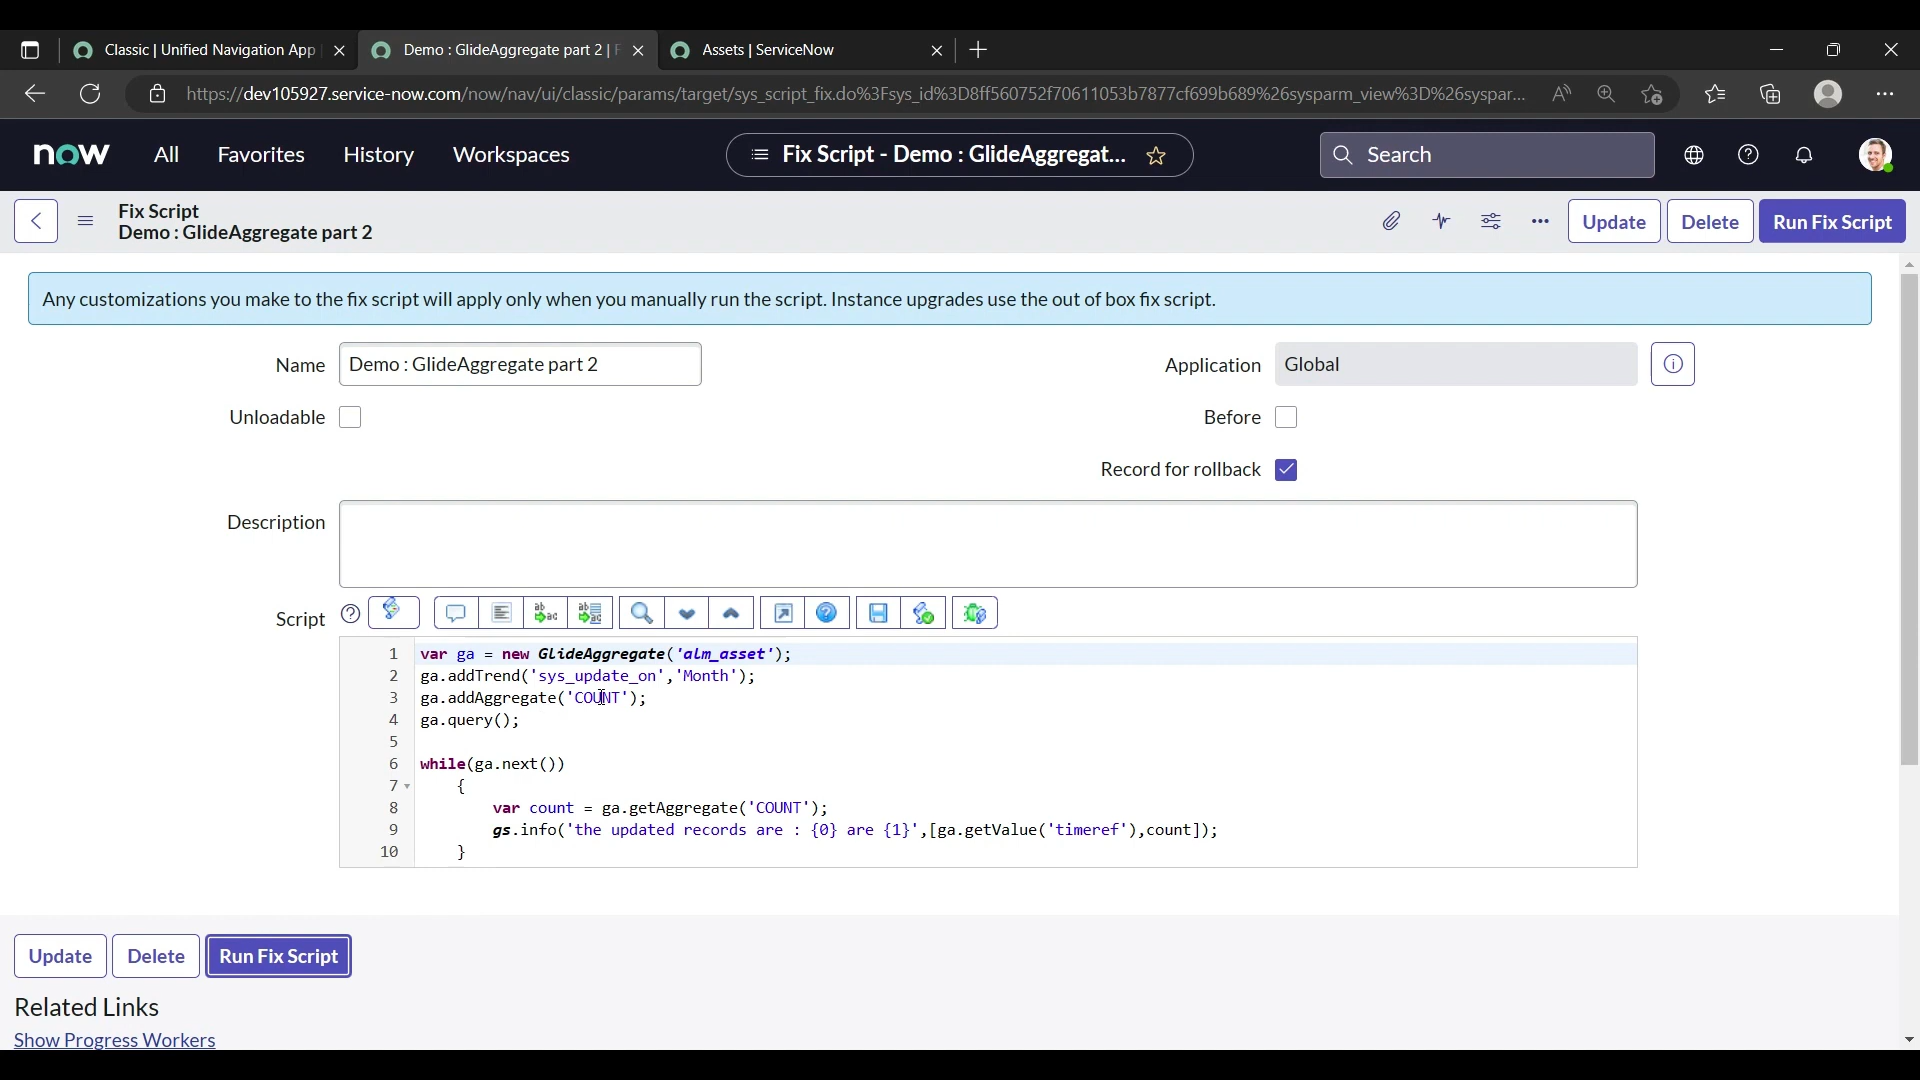 Classic | Unified Navigation App
Demo : GlideAggregate part 2 | F
Assets | ServiceNow
https://dev105927.service-now.com/now/nav/ui/classic/params/target/sys_script_fix.do%3Fsys_id%3D8ff560752f70611053b7877cf699b689%26sysparm_view%3D%26syspar...
now All Favorites History Workspaces
Fix Script - Demo : GlideAggregat...
Search
Fix Script
Demo : GlideAggregate part 2
Update Delete Run Fix Script
Any customizations you make to the fix script will apply only when you manually run the script. Instance upgrades use the out of box fix script.
Name Demo : GlideAggregate part 2
Application Global
Unloadable
Before
Record for rollback
Description
Script
1 var ga = new GlideAggregate('alm_asset');
2 ga.addTrend('sys_update_on','Month');
3 ga.addAggregate('COUNT');
4 ga.query();
5
6 while(ga.next())
7 {
8 var count = ga.getAggregate('COUNT');
9 gs.info('the updated records are : {0} are {1}',[ga.getValue('timeref'),count]);
10 }
Update Delete Run Fix Script
Related Links
Show Progress Workers